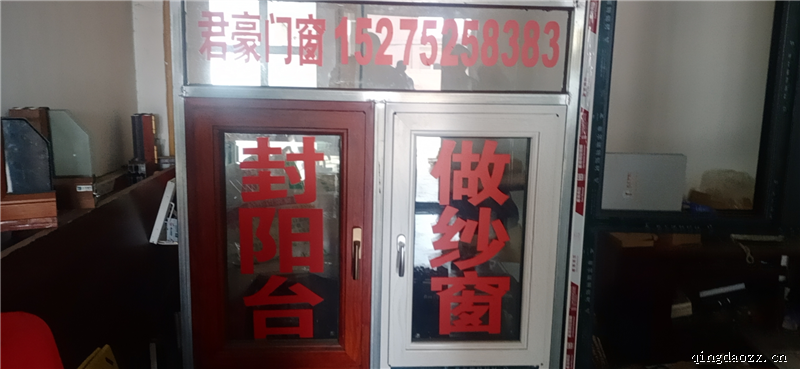 君豪门窗 15275258383
封阳台
做纱窗
qingdaozz.cn